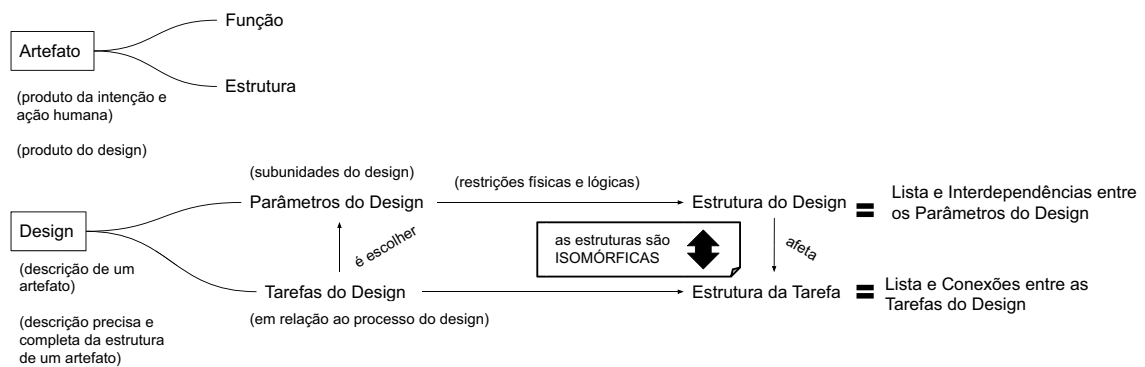 Função
Artefato
Estrutura
(produto da intenção e
ação humana)
(produto do design)
(subunidades do design)
Parâmetros do Design
(restrições físicas e lógicas)
Estrutura do Design
=
Lista e Interdependências entre
os Parâmetros do Design
Design
é escolher
as estruturas são
ISOMÓRFICAS
afeta
(descrição de um
artefato)
Tarefas do Design
(em relação ao processo do design)
Estrutura da Tarefa
=
Lista e Conexões entre as
Tarefas do Design
(descrição precisa e
completa da estrutura
de um artefato)